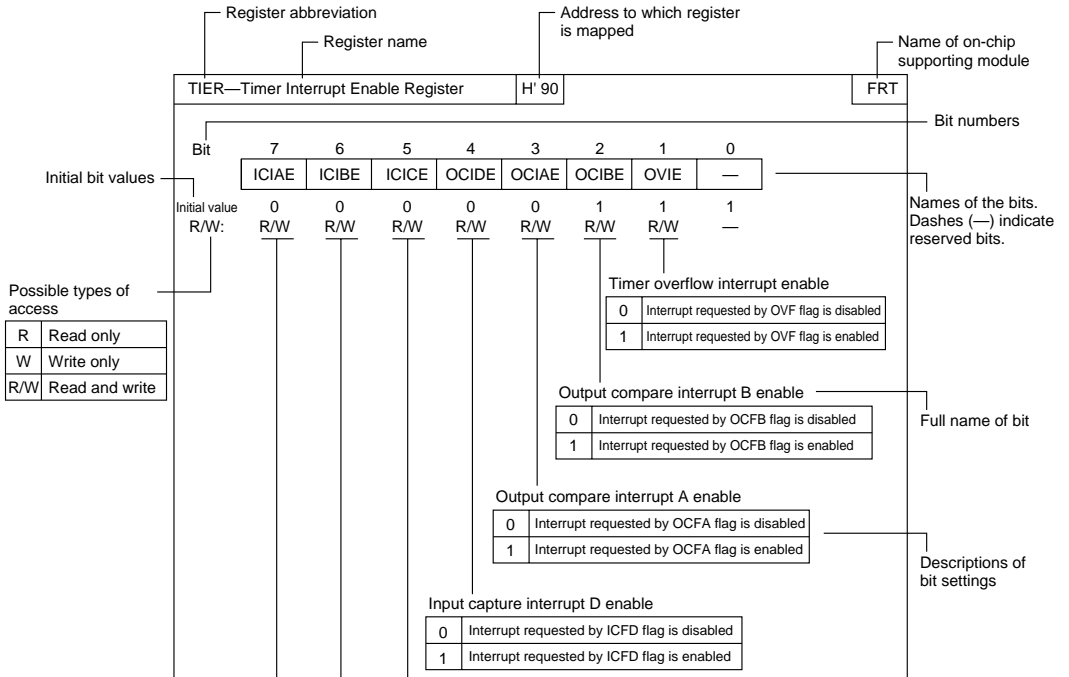 Register abbreviation
Register name
Address to which register
is mapped
Name of on-chip
supporting module
TIER—Timer Interrupt Enable Register H' 90 FRT
Bit numbers
Bit 7 6 5 4 3 2 1 0
ICIAE ICIBE ICICE OCIDE OCIAE OCIBE OVIE —
Initial bit values
Names of the bits.
Dashes (—) indicate
reserved bits.
Initial value 0 0 0 0 0 1 1 1
R/W: R/W R/W R/W R/W R/W R/W R/W —
Possible types of
access
R Read only
W Write only
R/W Read and write
Timer overflow interrupt enable
0 Interrupt requested by OVF flag is disabled
1 Interrupt requested by OVF flag is enabled
Output compare interrupt B enable
0 Interrupt requested by OCFB flag is disabled
1 Interrupt requested by OCFB flag is enabled
Full name of bit
Output compare interrupt A enable
0 Interrupt requested by OCFA flag is disabled
1 Interrupt requested by OCFA flag is enabled
Descriptions of
bit settings
Input capture interrupt D enable
0 Interrupt requested by ICFD flag is disabled
1 Interrupt requested by ICFD flag is enabled